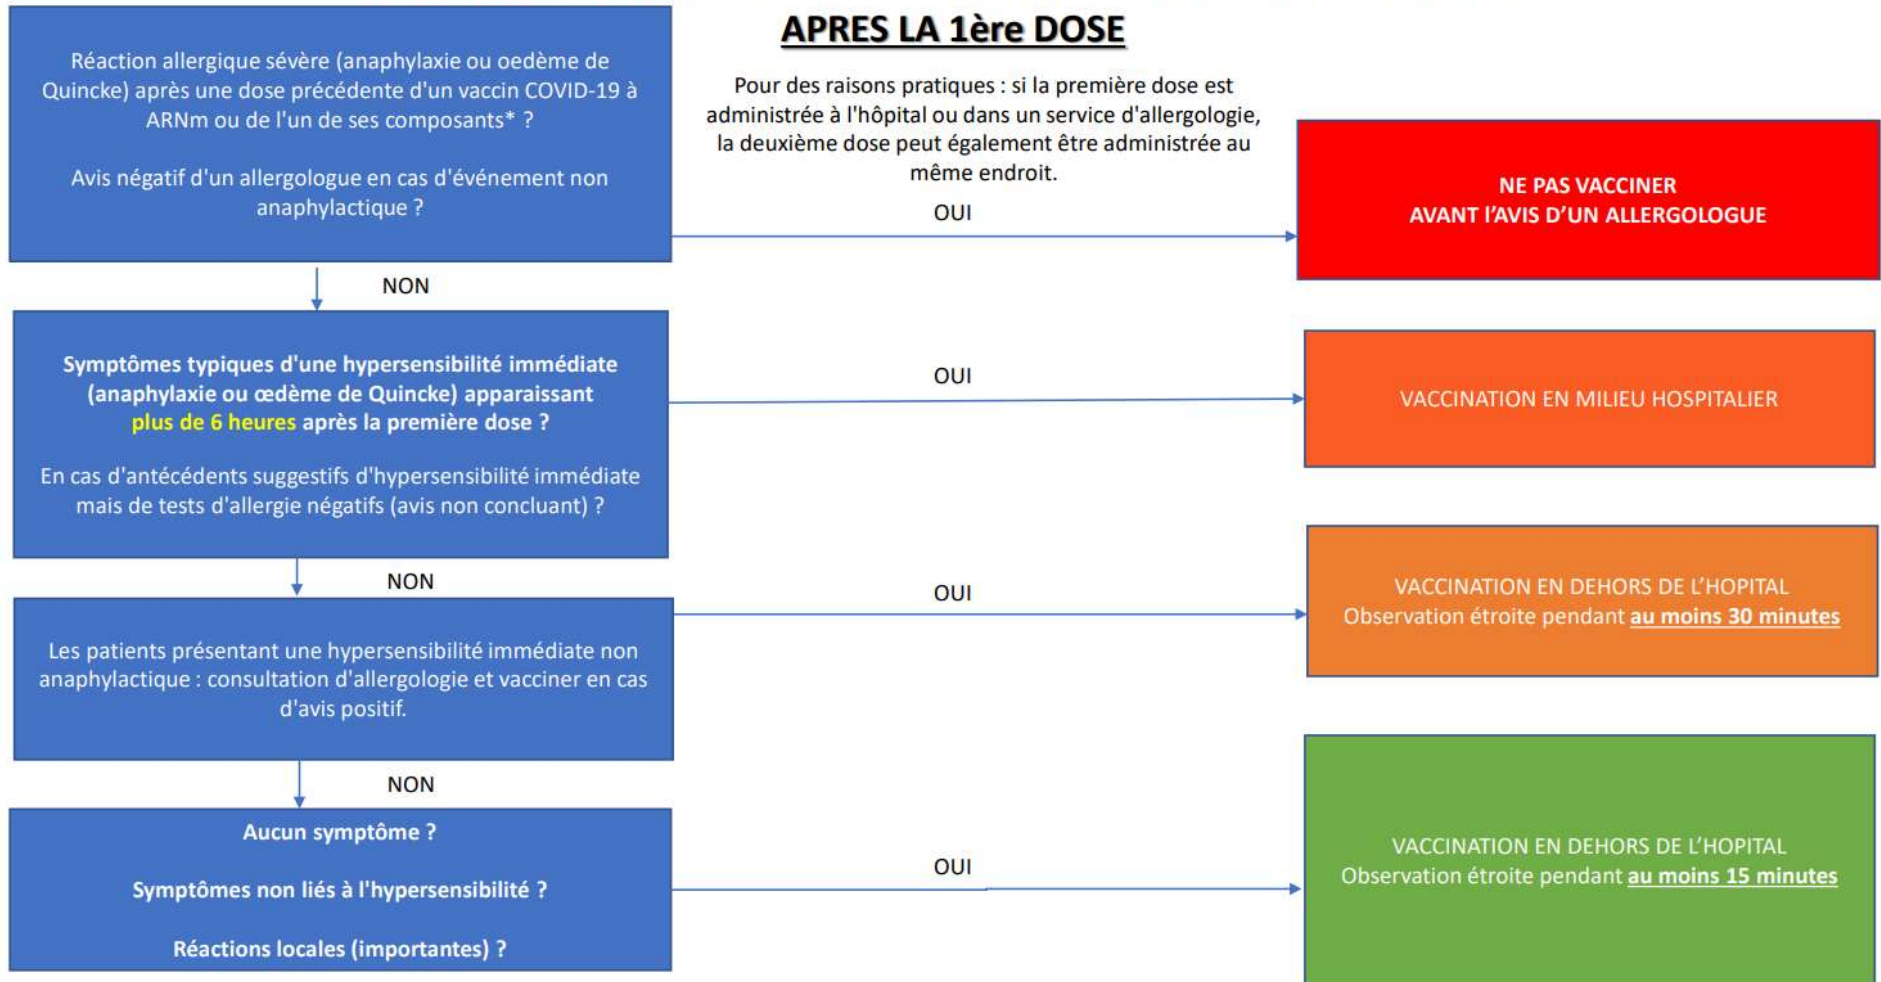 APRES LA 1ère DOSE
Pour des raisons pratiques : si la première dose est
administrée à l'hôpital ou dans un service d'allergologie,
la deuxième dose peut également être administrée au
même endroit.
Réaction allergique sévère (anaphylaxie ou oedème de
Quincke) après une dose précédente d'un vaccin COVID-19 à
ARNm ou de l'un de ses composants* ?
Avis négatif d'un allergologue en cas d'événement non
anaphylactique ?
OUI
NE PAS VACCINER
AVANT l'AVIS D'UN ALLERGOLOGUE
NON
Symptômes typiques d'une hypersensibilité immédiate
(anaphylaxie ou œdème de Quincke) apparaissant
plus de 6 heures après la première dose ?
En cas d'antécédents suggestifs d'hypersensibilité immédiate
mais de tests d'allergie négatifs (avis non concluant) ?
OUI
VACCINATION EN MILIEU HOSPITALIER
NON
Les patients présentant une hypersensibilité immédiate non
anaphylactique : consultation d'allergologie et vacciner en cas
d'avis positif.
OUI
VACCINATION EN DEHORS DE L'HOPITAL
Observation étroite pendant au moins 30 minutes
NON
Aucun symptôme ?
Symptômes non liés à l'hypersensibilité ?
Réactions locales (importantes) ?
OUI
VACCINATION EN DEHORS DE L'HOPITAL
Observation étroite pendant au moins 15 minutes